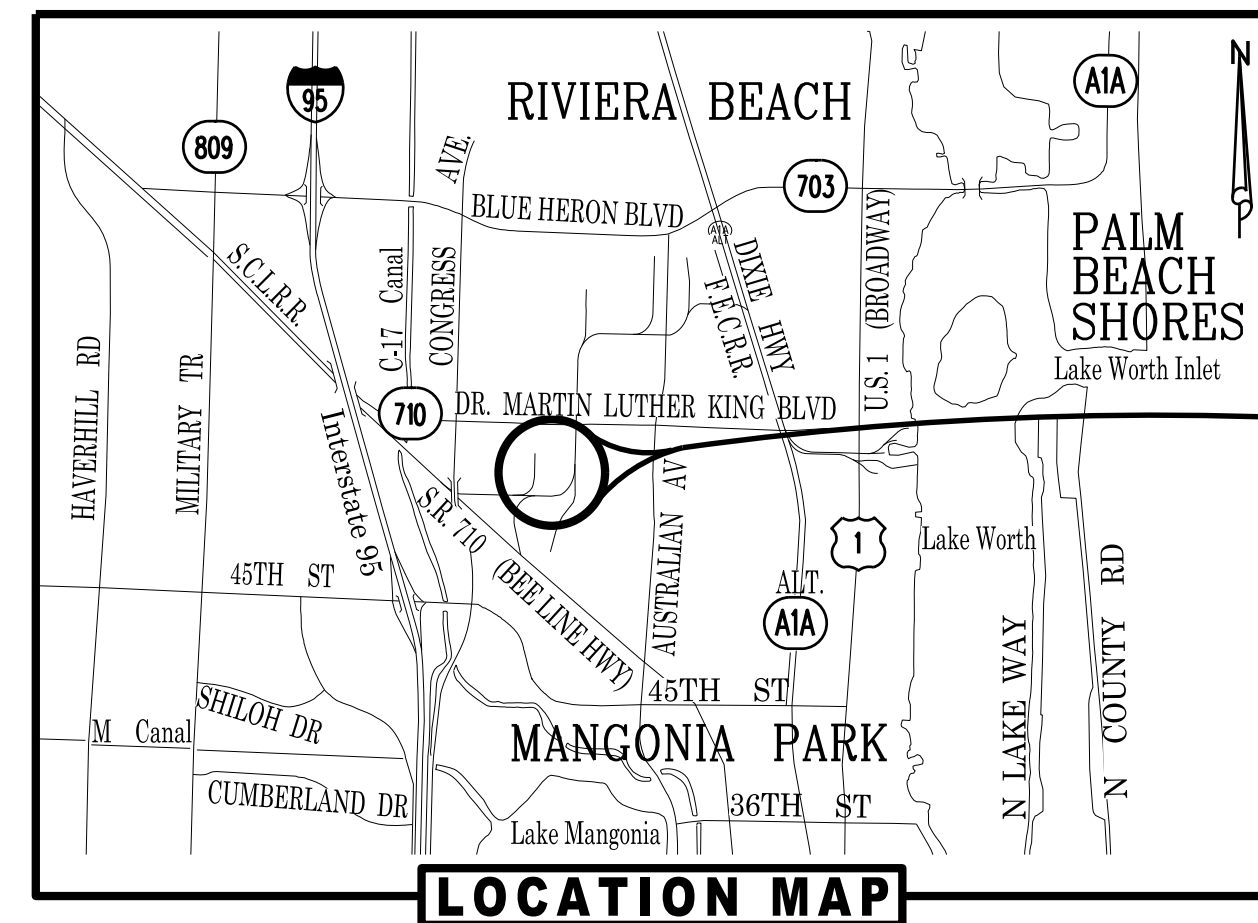 N
A1A
95
RIVIERA BEACH
809
AVE.
703
BLUE HERON BLVD
PALM
BEACH
SHORES
A1A
ALT
S.C.L.R.R.
C-17 Canal
CONGRESS
DIXIE HWY
F.E.C.R.R.
U.S. 1 (BROADWAY)
HAVERHILL RD
MILITARY TR
Lake Worth Inlet
710
DR. MARTIN LUTHER KING BLVD
Interstate 95
S.R. 710 (BEE LINE HWY)
AUSTRALIAN AV
1
Lake Worth
45TH ST
ALT.
A1A
N LAKE WAY
N COUNTY RD
45TH ST
SHILOH DR
M Canal
MANGONIA PARK
CUMBERLAND DR
36TH ST
Lake Mangonia
LOCATION MAP